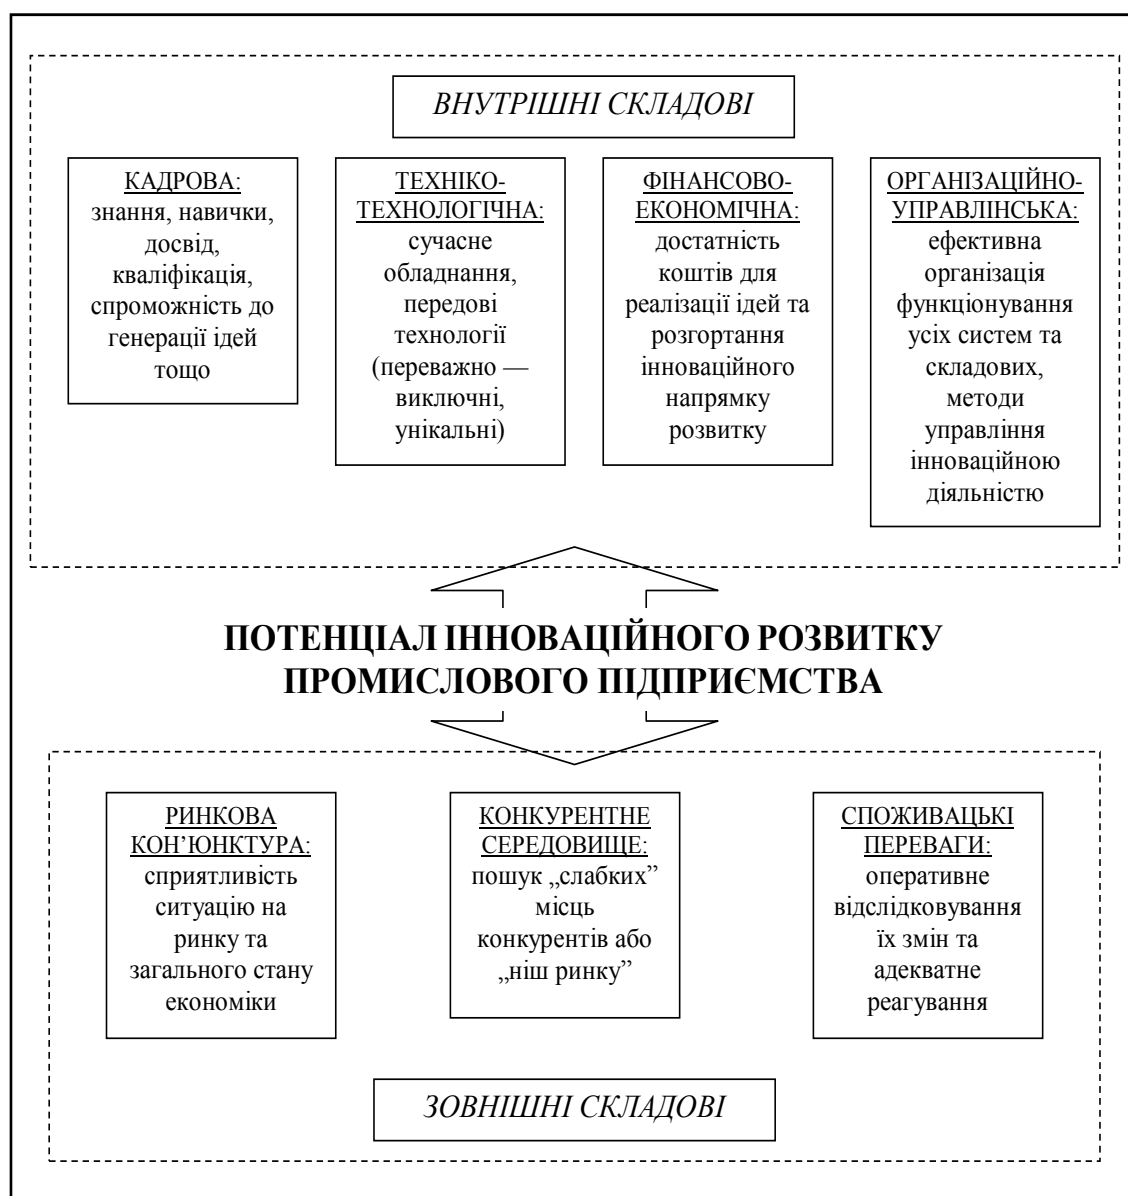 ВНУТРІШНІ СКЛАДОВІ
КАДРОВА:
знання, навички,
досвід,
кваліфікація,
спроможність до
генерації ідей
тощо
ТЕХНІКО-
ТЕХНОЛОГІЧНА:
сучасне
обладнання,
передові
технології
(переважно —
виключні,
унікальні)
ФІНАНСОВО-
ЕКОНОМІЧНА:
достатність
коштів для
реалізації ідей та
розгортання
інноваційного
напрямку
розвитку
ОРГАНІЗАЦІЙНО-
УПРАВЛІНСЬКА:
ефективна
організація
функціонування
усіх систем та
складових,
методи
управління
інноваційною
діяльністю
ПОТЕНЦІАЛ ІННОВАЦІЙНОГО РОЗВИТКУ
ПРОМИСЛОВОГО ПІДПРИЄМСТВА
РИНКОВА
КОН’ЮНКТУРА:
сприятливість
ситуацію на
ринку та
загального стану
економіки
КОНКУРЕНТНЕ
СЕРЕДОВИЩЕ:
пошук „слабких”
місць
конкурентів або
„ніш ринку”
СПОЖИВАЦЬКІ
ПЕРЕВАГИ:
оперативне
відслідковування
їх змін та
адекватне
реагування
ЗОВНІШНІ СКЛАДОВІ